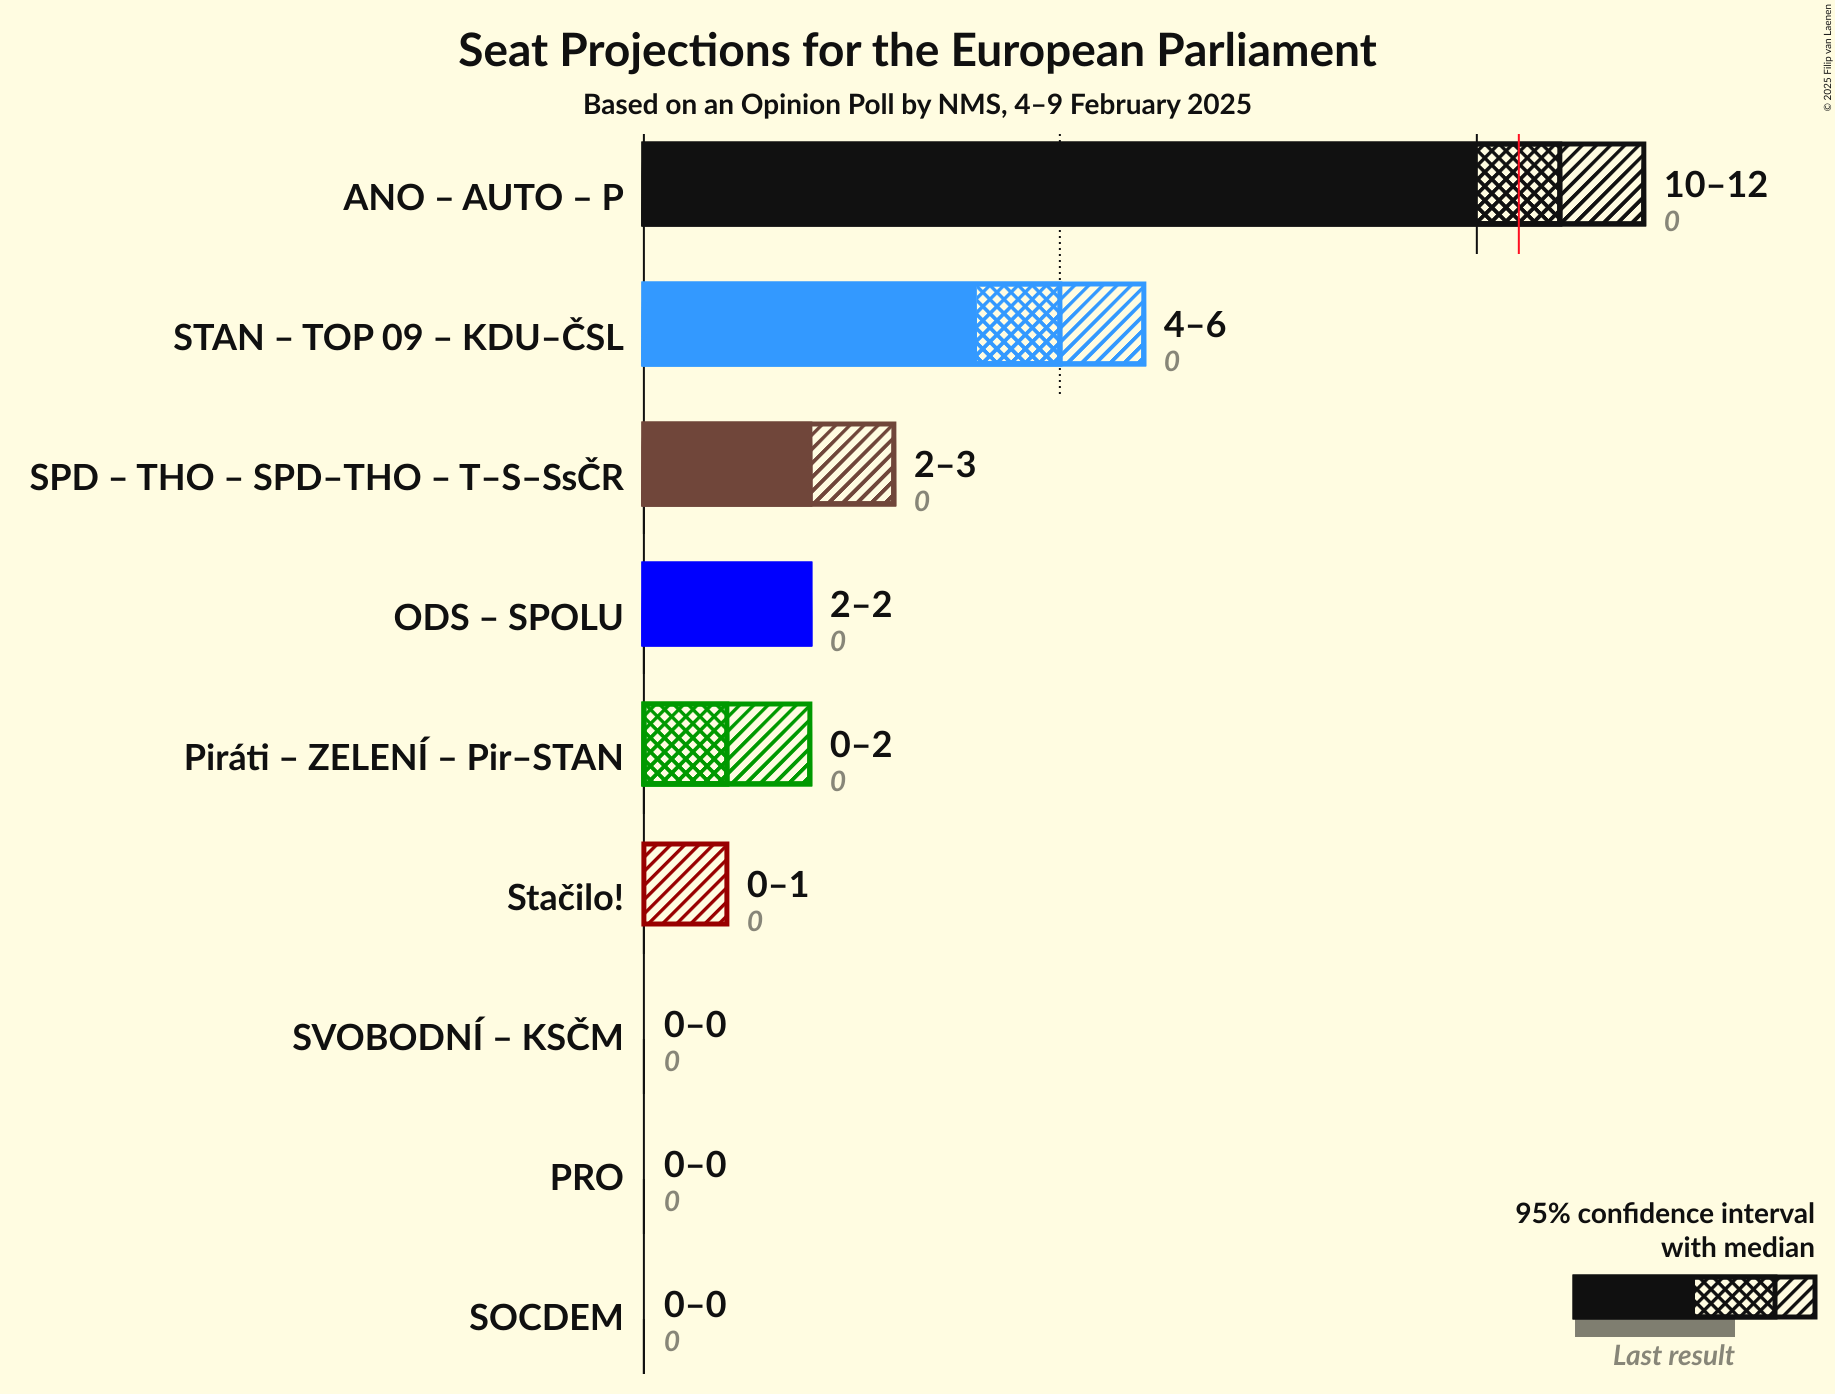 Seat Projections for the European Parliament
Based on an Opinion Poll by NMS, 4–9 February 2025
© 2025 Filip van Laenen
ANO – AUTO – P
10–12
0
STAN – TOP 09 – KDU–ČSL
4–6
0
SPD – THO – SPD–THO – T–S–SsČR
2–3
0
ODS – SPOLU
2–2
0
Piráti – ZELENÍ – Pir–STAN
0–2
0
Stačilo!
0–1
0
SVOBODNÍ – KSČM
0–0
0
PRO
0–0
0
SOCDEM
0–0
0
95% confidence interval
with median
Last result